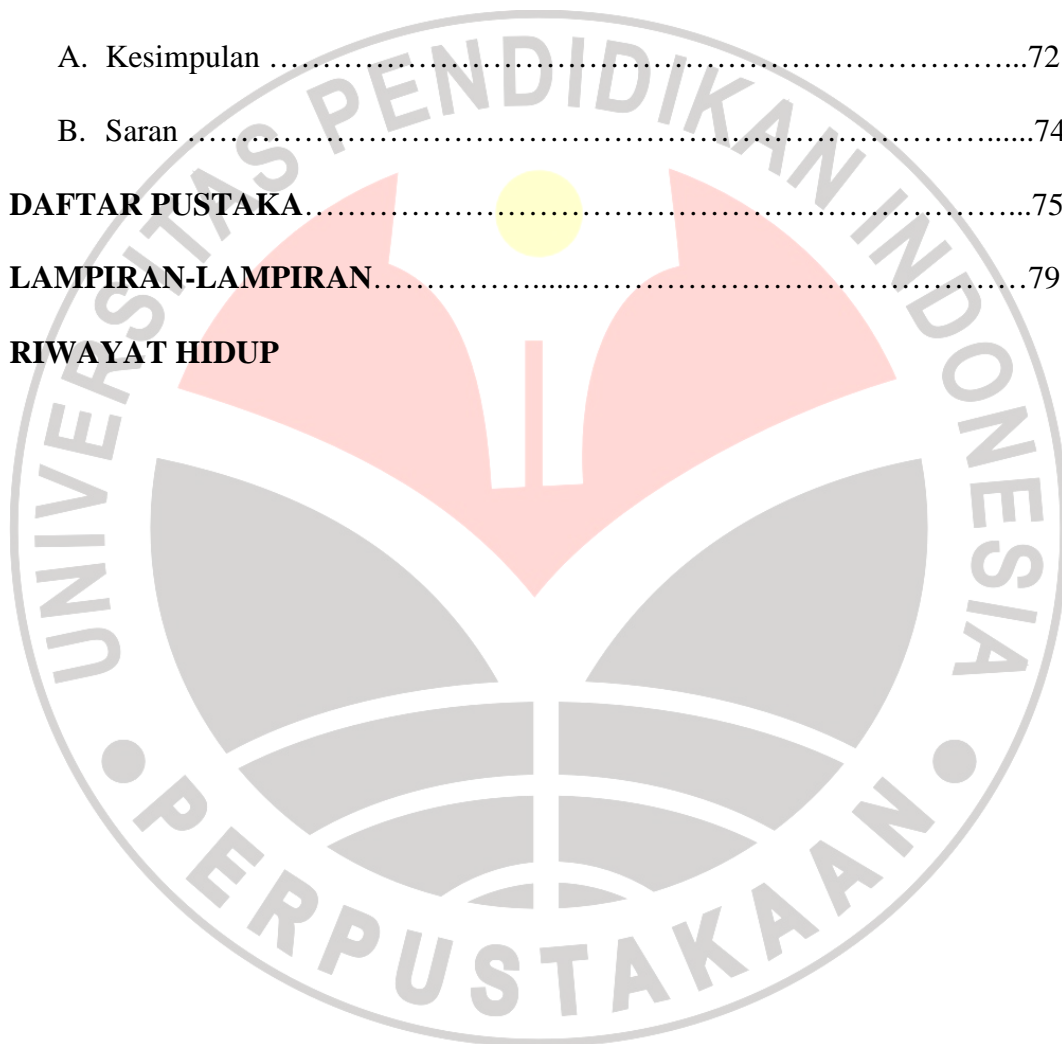 A. Kesimpulan ……………………………………………………………...72
B. Saran …………………………………………………………………......74
DAFTAR PUSTAKA…………………………………………………………...75
LAMPIRAN-LAMPIRAN……………......……………………………………79
RIWAYAT HIDUP
UNIVERSITAS PENDIDIKAN INDONESIA
PERPUSTAKAAN